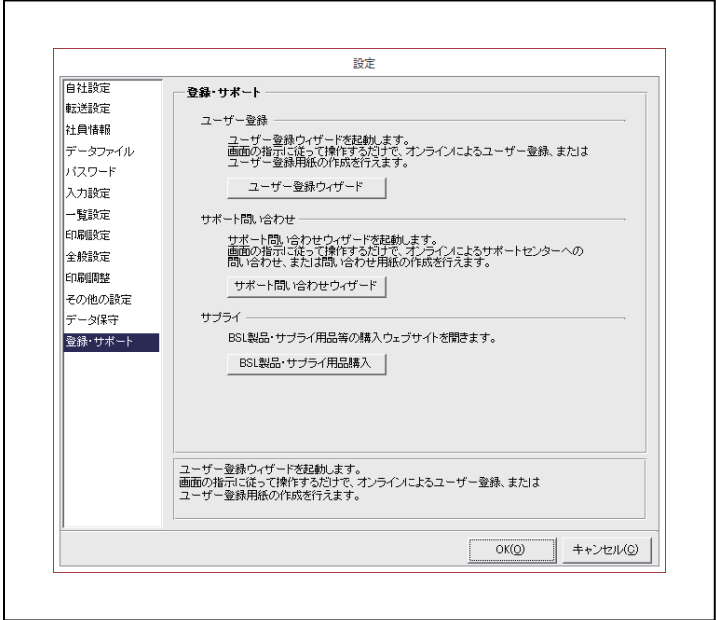 設定
自社設定
転送設定
社員情報
データファイル
パスワード
入力設定
一覧設定
印刷設定
全般設定
印刷調整
その他の設定
データ保守
登録・サポート
登録・サポート
ユーザー登録
ユーザー登録ウィザードを起動します。
画面の指示に従って操作するだけで、オンラインによるユーザー登録、または
ユーザー登録用紙の作成を行えます。
ユーザー登録ウィザード
サポート問い合わせ
サポート問い合わせウィザードを起動します。
画面の指示に従って操作するだけで、オンラインによるサポートセンターへの
問い合わせ、または問い合わせ用紙の作成を行えます。
サポート問い合わせウィザード
サプライ
BSL製品・サプライ用品等の購入ウェブサイトを開きます。
BSL製品・サプライ用品購入
ユーザー登録ウィザードを起動します。
画面の指示に従って操作するだけで、オンラインによるユーザー登録、または
ユーザー登録用紙の作成を行えます。
OK(O)
キャンセル(C)